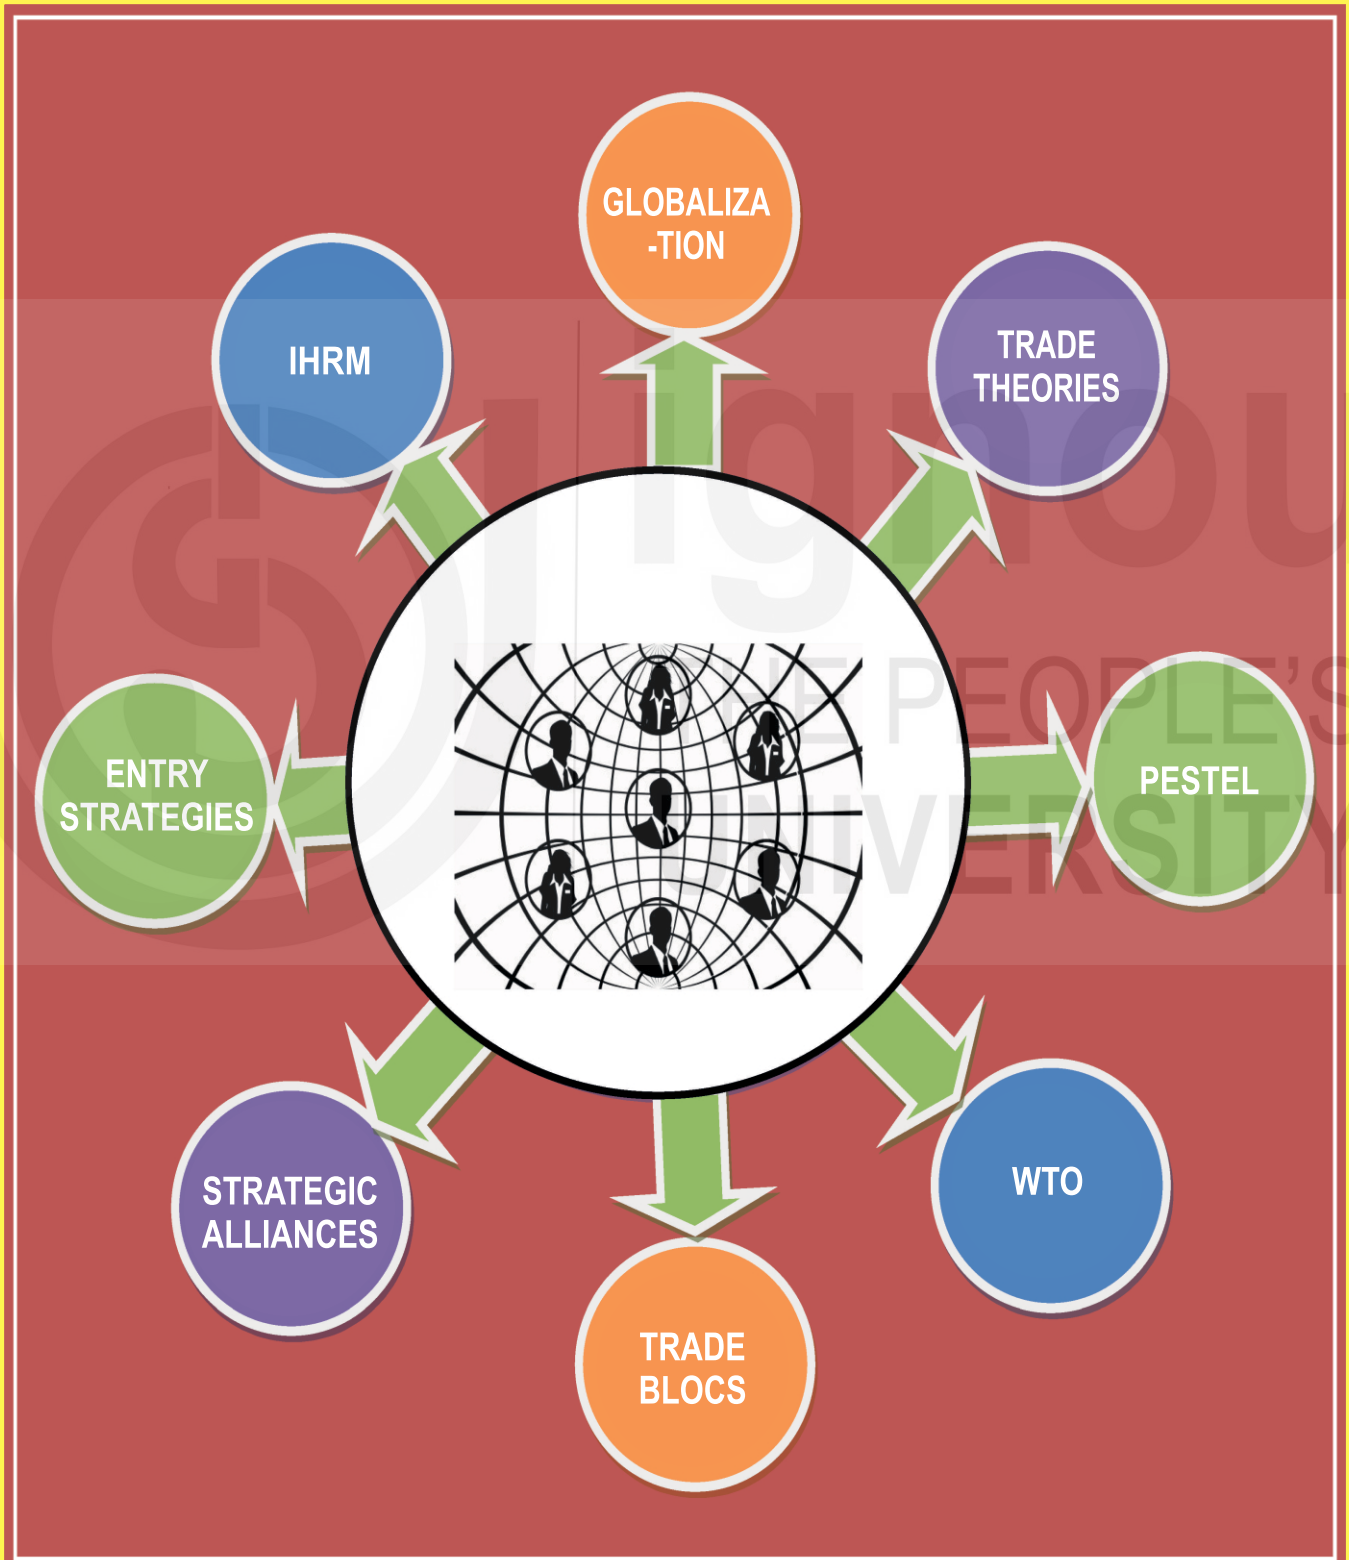 GLOBALIZA
-TION
IHRM
TRADE
THEORIES
ignou
THE PEOPLE'S
UNIVERSITY
ENTRY
STRATEGIES
PESTEL
STRATEGIC
ALLIANCES
WTO
TRADE
BLOCS